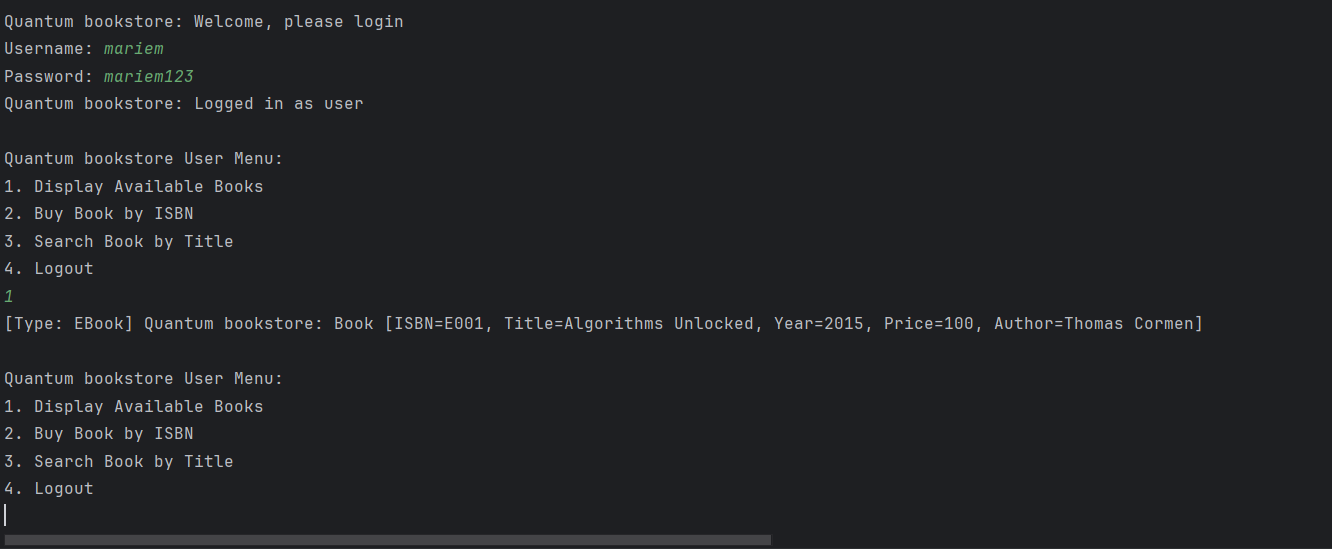 Quantum bookstore: Welcome, please login
Username: mariem
Password: mariem123
Quantum bookstore: Logged in as user
Quantum bookstore User Menu:
1. Display Available Books
2. Buy Book by ISBN
3. Search Book by Title
4. Logout
1
[Type: EBook] Quantum bookstore: Book [ISBN=E001, Title=Algorithms Unlocked, Year=2015, Price=100, Author=Thomas Cormen]
Quantum bookstore User Menu:
1. Display Available Books
2. Buy Book by ISBN
3. Search Book by Title
4. Logout